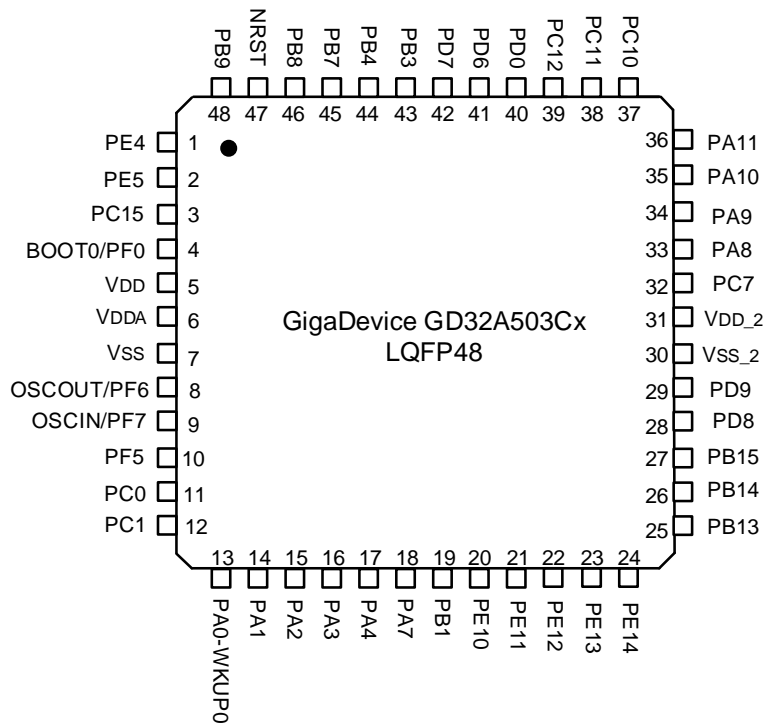 PB9
NRST
PB8
PB7
PB4
PB3
PD7
PD6
PD0
PC12
PC11
PC10
48
47
46
45
44
43
42
41
40
39
38
37
PE4 1
PE5 2
PC15 3
BOOT0/PF0 4
VDD 5
VDDA 6
VSS 7
OSCOUT/PF6 8
OSCIN/PF7 9
PF5 10
PC0 11
PC1 12
GigaDevice GD32A503Cx
LQFP48
36 PA11
35 PA10
34 PA9
33 PA8
32 PC7
31 VDD_2
30 VSS_2
29 PD9
28 PD8
27 PB15
26 PB14
25 PB13
13
14
15
16
17
18
19
20
21
22
23
24
PA0-WKUP0
PA1
PA2
PA3
PA4
PA7
PB1
PE10
PE11
PE12
PE13
PE14